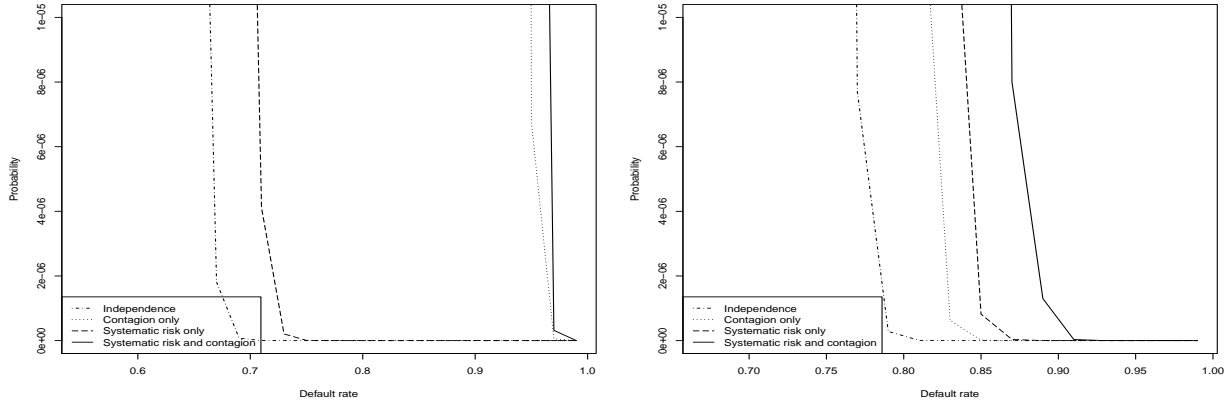 1e−05
8e−06
6e−06
4e−06
2e−06
0e+00
Probability
Independence
Contagion only
Systematic risk only
Systematic risk and contagion
0.6 0.7 0.8 0.9 1.0
Default rate
1e−05
8e−06
6e−06
4e−06
2e−06
0e+00
Probability
Independence
Contagion only
Systematic risk only
Systematic risk and contagion
0.70 0.75 0.80 0.85 0.90 0.95 1.00
Default rate